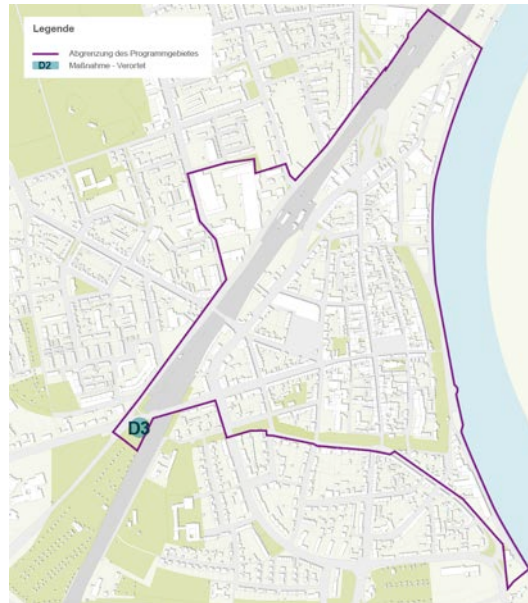 Legende
Abgrenzung des Programmgebietes
D2 Maßnahme - Verortet
D3